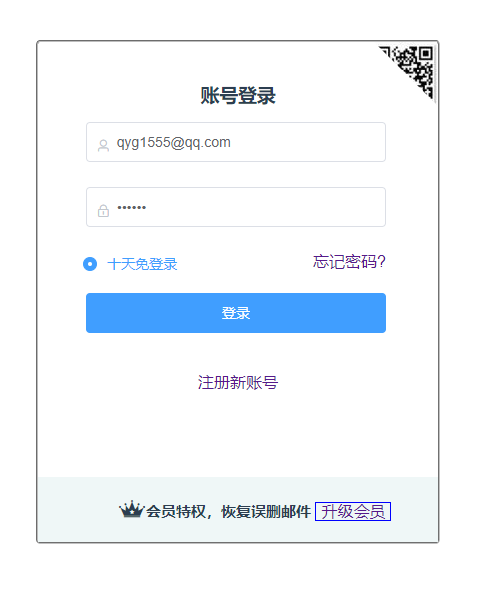 账号登录
qyg1555@qq.com
••••••
十天免登录 忘记密码?
登录
注册新账号
会员特权，恢复误删邮件 升级会员